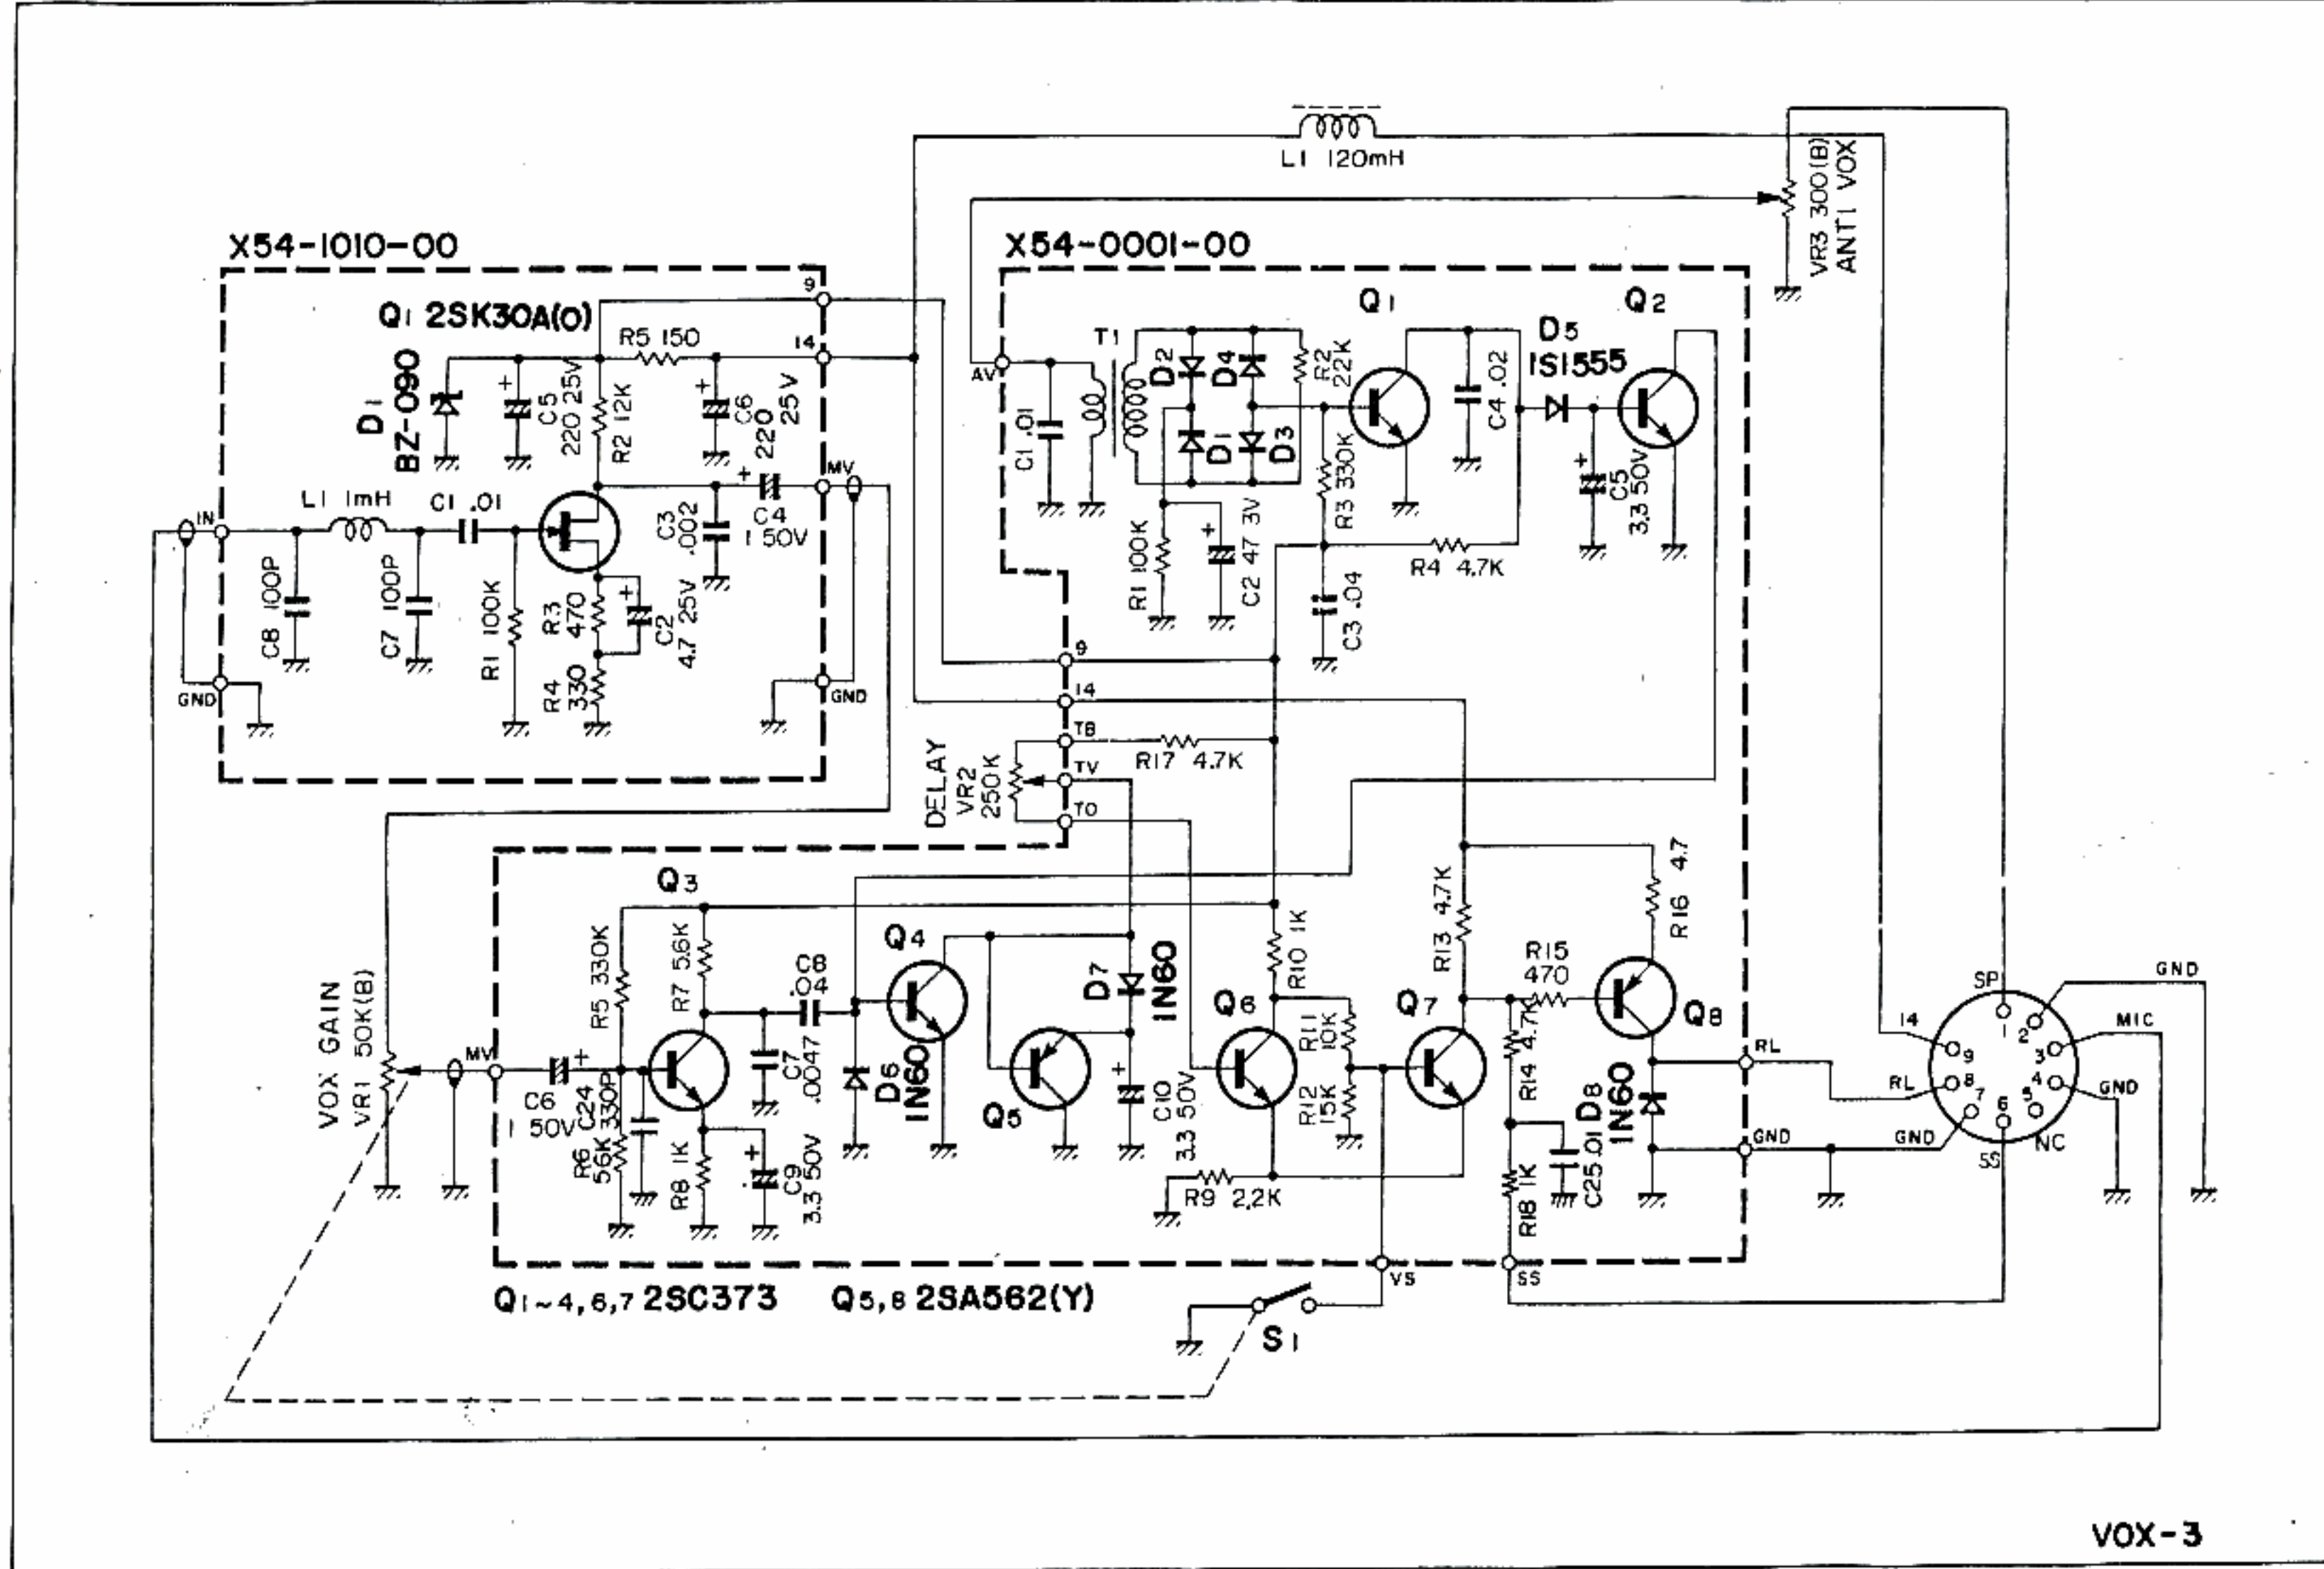 L1 120mH
VR3 300(B)
ANTI VOX
X54-1010-00
X54-0001-00
Q1 2SK30A(O)
9
R5 150
14
D1
BZ-090
C5
220 25V
R2 12K
C6
220
25V
MV
L1 1mH
C1 .01
IN
C3
.002
C4
1 50V
C8 100P
C7 100P
R1 100K
R3
470
C2
4.7 25V
R4
330
GND
GND
AV
C1 .01
T1
D2
D4
D1
D3
R2
22K
Q1
C4 .02
D5
1S1555
Q2
C5
3.3 50V
R3 330K
R4 4.7K
R1 100K
C2 47 3V
C3 .04
9
14
TB
TV
TO
R17 4.7K
DELAY
VR2
250K
Q3
R5 330K
R7 5.6K
C8
.04
Q4
D7
1N60
R10 1K
R13 4.7K
R15
470
R16 4.7
Q8
VOX GAIN
VR1 50K(B)
MV
C6
1 50V
C24
330P
R6
56K
R8 1K
C7
.0047
C9
3.3 50V
D6
1N60
Q5
C10
3.3 50V
Q6
R11
10K
R12
15K
Q7
R14 4.7K
R9 2.2K
R18 1K
C25 .01
D8
1N60
RL
GND
VS
SS
S1
Q1~4,6,7 2SC373 Q5,8 2SA562(Y)
SP
GND
14
MIC
RL
GND
GND
SS
NC
1
2
3
4
5
6
7
8
9
VOX-3